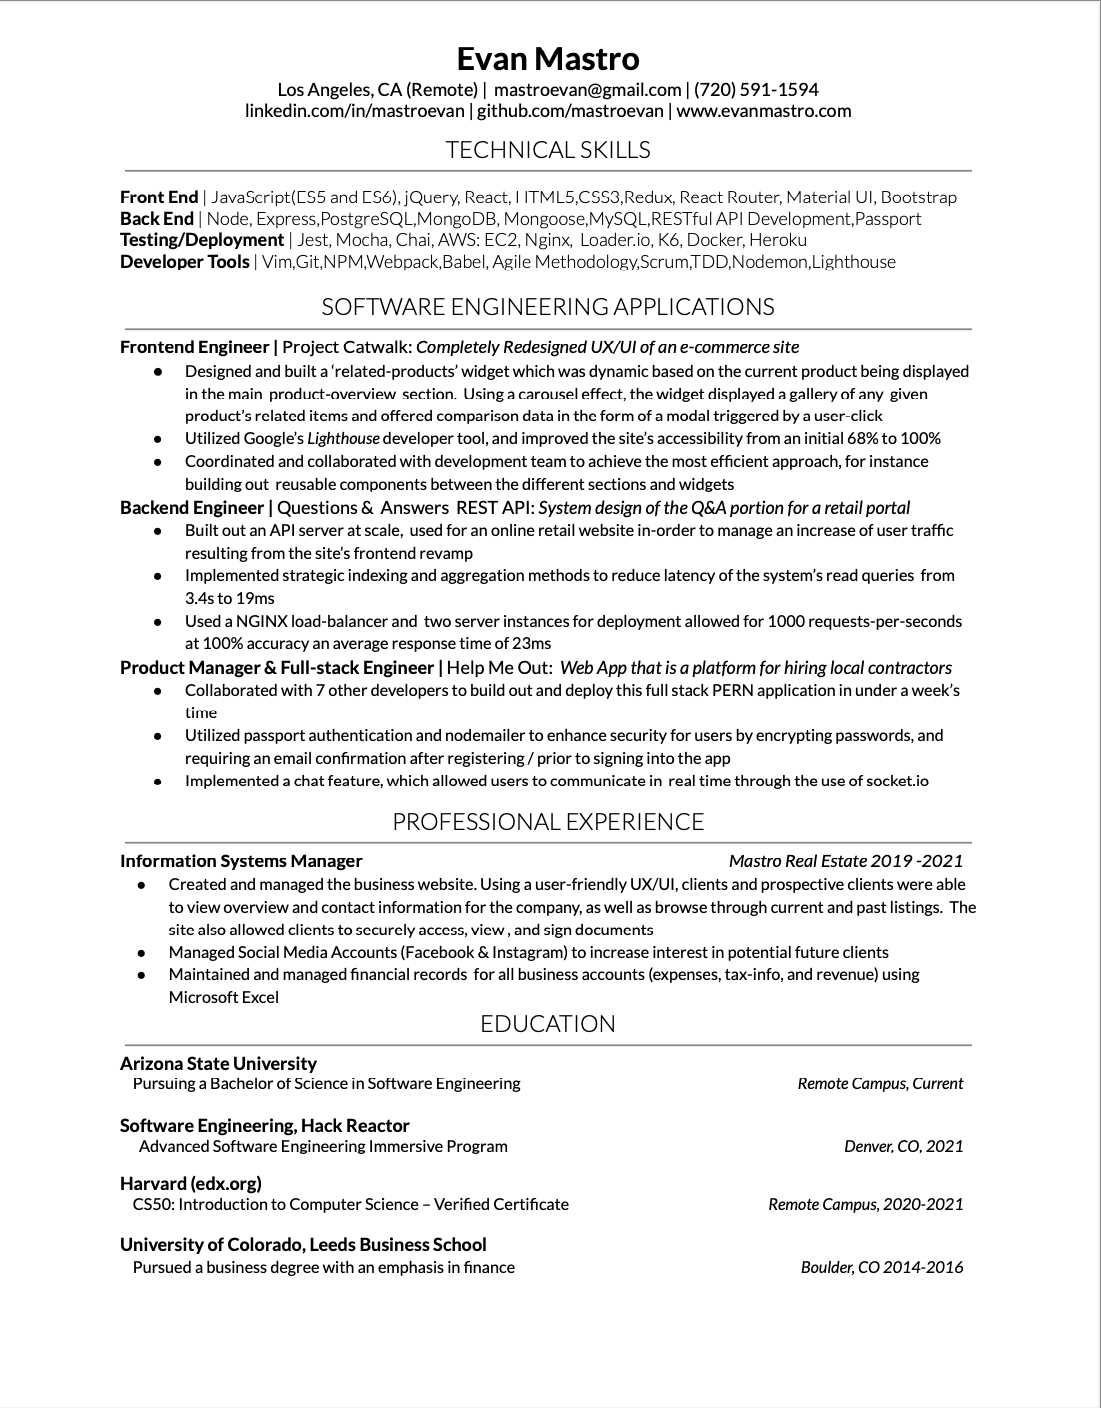 Evan Mastro
Los Angeles, CA (Remote) | mastroevan@gmail.com | (720) 591-1594
linkedin.com/in/mastroevan | github.com/mastroevan | www.evanmastro.com
TECHNICAL SKILLS
Front End | JavaScript(ES5 and ES6), jQuery, React, HTML5,CSS3,Redux, React Router, Material UI, Bootstrap
Back End | Node, Express,PostgreSQL,MongoDB, Mongoose,MySQL,RESTful API Development,Passport
Testing/Deployment | Jest, Mocha, Chai, AWS: EC2, Nginx, Loader.io, K6, Docker, Heroku
Developer Tools | Vim,Git,NPM,Webpack,Babel, Agile Methodology,Scrum,TDD,Nodemon,Lighthouse
SOFTWARE ENGINEERING APPLICATIONS
Frontend Engineer | Project Catwalk: Completely Redesigned UX/UI of an e-commerce site
● Designed and built a ‘related-products’ widget which was dynamic based on the current product being displayed
in the main product-overview section. Using a carousel effect, the widget displayed a gallery of any given
product’s related items and offered comparison data in the form of a modal triggered by a user-click
● Utilized Google’s Lighthouse developer tool, and improved the site’s accessibility from an initial 68% to 100%
● Coordinated and collaborated with development team to achieve the most efficient approach, for instance
building out reusable components between the different sections and widgets
Backend Engineer | Questions & Answers REST API: System design of the Q&A portion for a retail portal
● Built out an API server at scale, used for an online retail website in-order to manage an increase of user traffic
resulting from the site’s frontend revamp
● Implemented strategic indexing and aggregation methods to reduce latency of the system’s read queries from
3.4s to 19ms
● Used a NGINX load-balancer and two server instances for deployment allowed for 1000 requests-per-seconds
at 100% accuracy an average response time of 23ms
Product Manager & Full-stack Engineer | Help Me Out: Web App that is a platform for hiring local contractors
● Collaborated with 7 other developers to build out and deploy this full stack PERN application in under a week’s
time
● Utilized passport authentication and nodemailer to enhance security for users by encrypting passwords, and
requiring an email confirmation after registering / prior to signing into the app
● Implemented a chat feature, which allowed users to communicate in real time through the use of socket.io
PROFESSIONAL EXPERIENCE
Information Systems Manager Mastro Real Estate 2019 -2021
● Created and managed the business website. Using a user-friendly UX/UI, clients and prospective clients were able
to view overview and contact information for the company, as well as browse through current and past listings. The
site also allowed clients to securely access, view , and sign documents
● Managed Social Media Accounts (Facebook & Instagram) to increase interest in potential future clients
● Maintained and managed financial records for all business accounts (expenses, tax-info, and revenue) using
Microsoft Excel
EDUCATION
Arizona State University
Pursuing a Bachelor of Science in Software Engineering Remote Campus, Current
Software Engineering, Hack Reactor
Advanced Software Engineering Immersive Program Denver, CO, 2021
Harvard (edx.org)
CS50: Introduction to Computer Science – Verified Certificate Remote Campus, 2020-2021
University of Colorado, Leeds Business School
Pursued a business degree with an emphasis in finance Boulder, CO 2014-2016